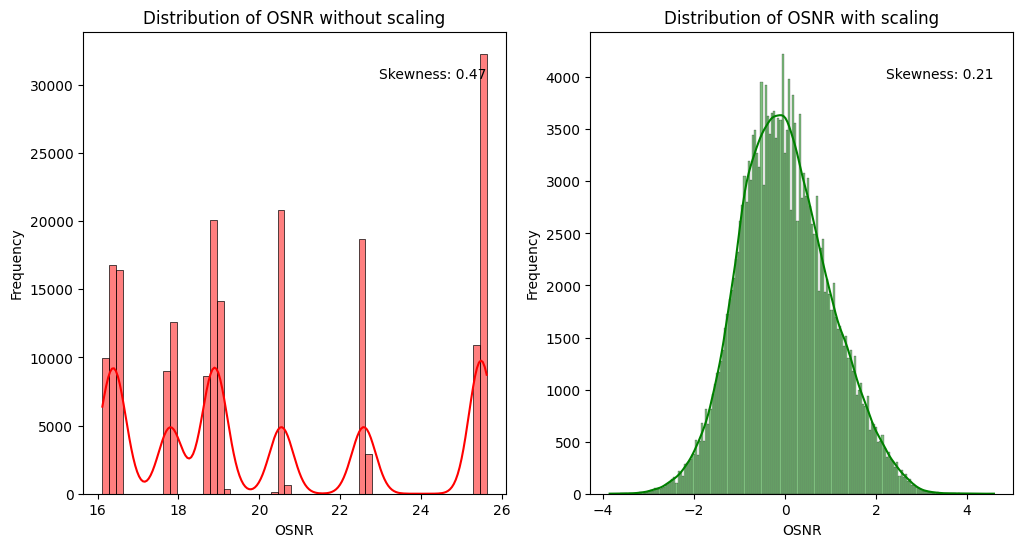 Distribution of OSNR without scaling
Skewness: 0.47
Frequency
30000
25000
20000
15000
10000
5000
0
16 18 20 22 24 26
OSNR
Distribution of OSNR with scaling
Skewness: 0.21
Frequency
4000
3500
3000
2500
2000
1500
1000
500
0
−4 −2 0 2 4
OSNR